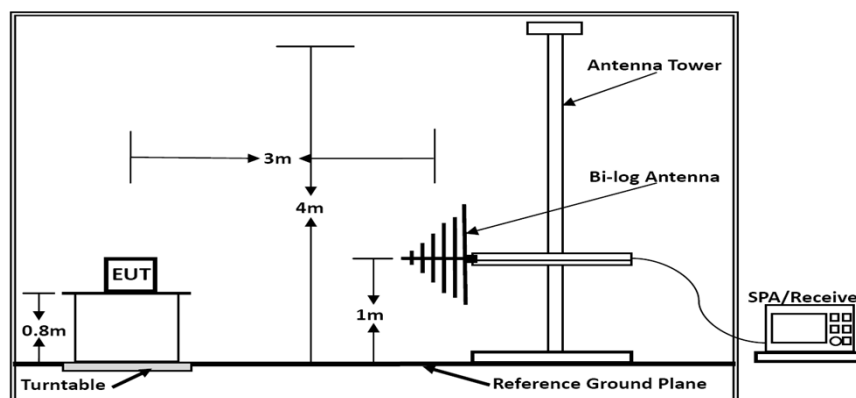 Antenna Tower
3m
Bi-log Antenna
4m
EUT
SPA/Receive
0.8m
1m
Turntable
Reference Ground Plane